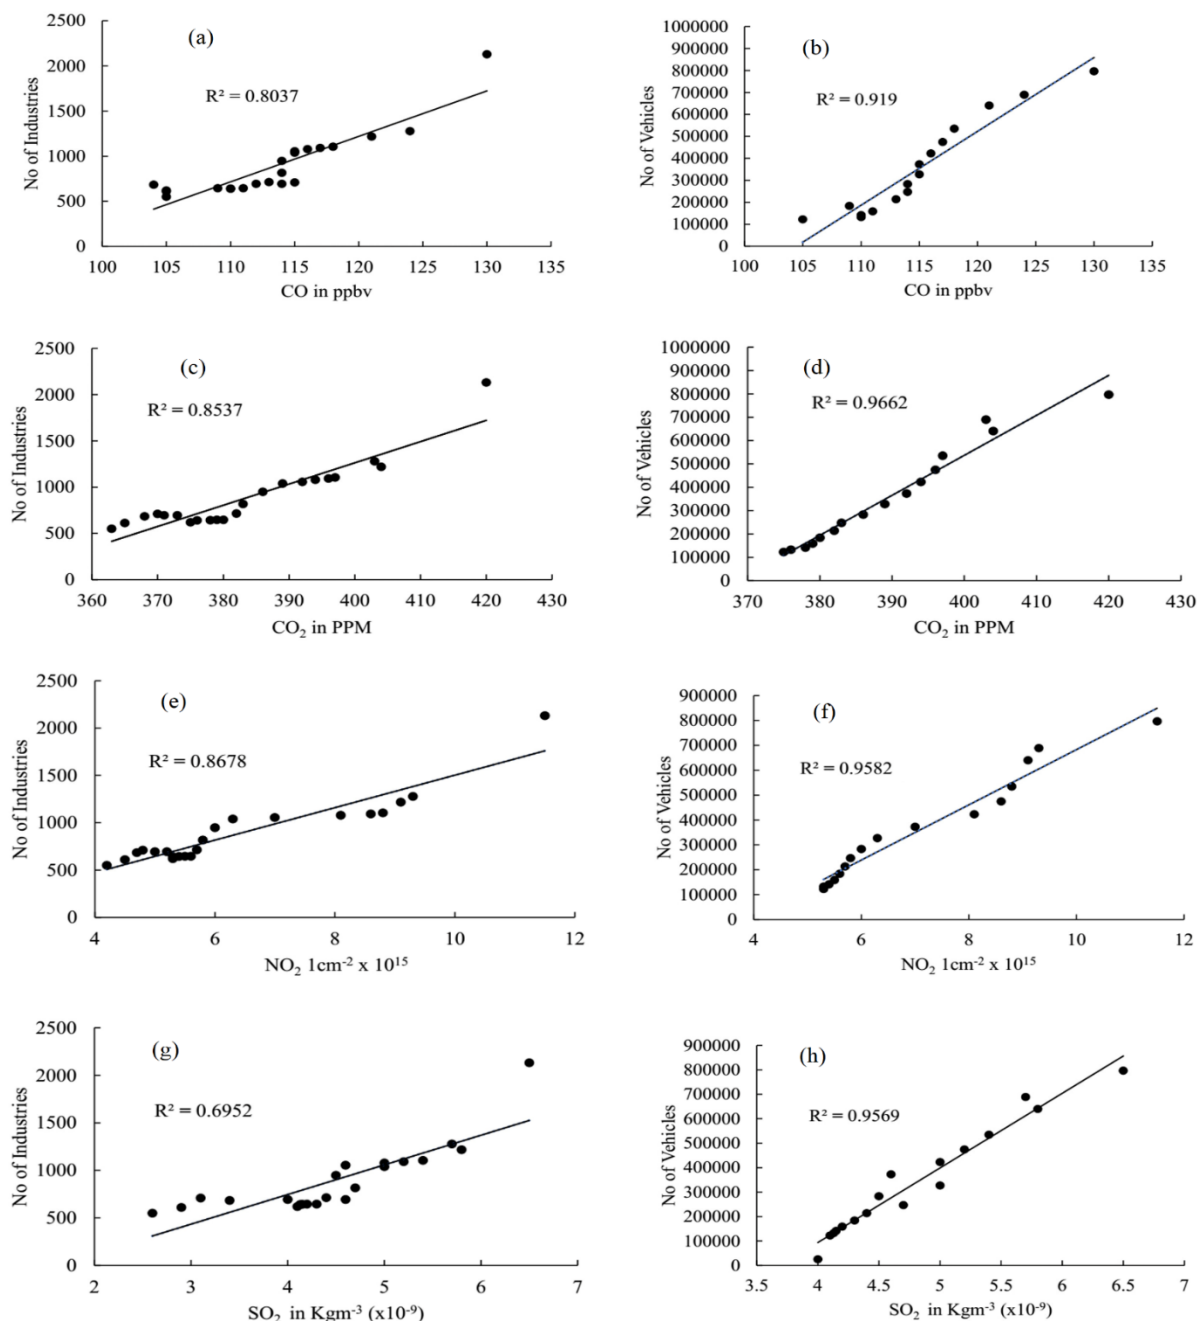 (a)
R² = 0.8037
No of Industries
2500
2000
1500
1000
500
0
100 105 110 115 120 125 130 135
CO in ppbv
(b)
R² = 0.919
No of Vehicles
1000000
900000
800000
700000
600000
500000
400000
300000
200000
100000
0
100 105 110 115 120 125 130 135
CO in ppbv
(c)
R² = 0.8537
No of Industries
2500
2000
1500
1000
500
0
360 370 380 390 400 410 420 430
CO₂ in PPM
(d)
R² = 0.9662
No of Vehicles
1000000
900000
800000
700000
600000
500000
400000
300000
200000
100000
0
370 380 390 400 410 420 430
CO₂ in PPM
(e)
R² = 0.8678
No of Industries
2500
2000
1500
1000
500
0
4 6 8 10 12
NO₂ 1cm⁻² x 10¹⁵
(f)
R² = 0.9582
No of Vehicles
900000
800000
700000
600000
500000
400000
300000
200000
100000
0
4 6 8 10 12
NO₂ 1cm⁻² x 10¹⁵
(g)
R² = 0.6952
No of Industries
2500
2000
1500
1000
500
0
2 3 4 5 6 7
SO₂ in Kgm⁻³ (x10⁻⁹)
(h)
R² = 0.9569
No of Vehicles
900000
800000
700000
600000
500000
400000
300000
200000
100000
0
3.5 4 4.5 5 5.5 6 6.5 7
SO₂ in Kgm⁻³ (x10⁻⁹)